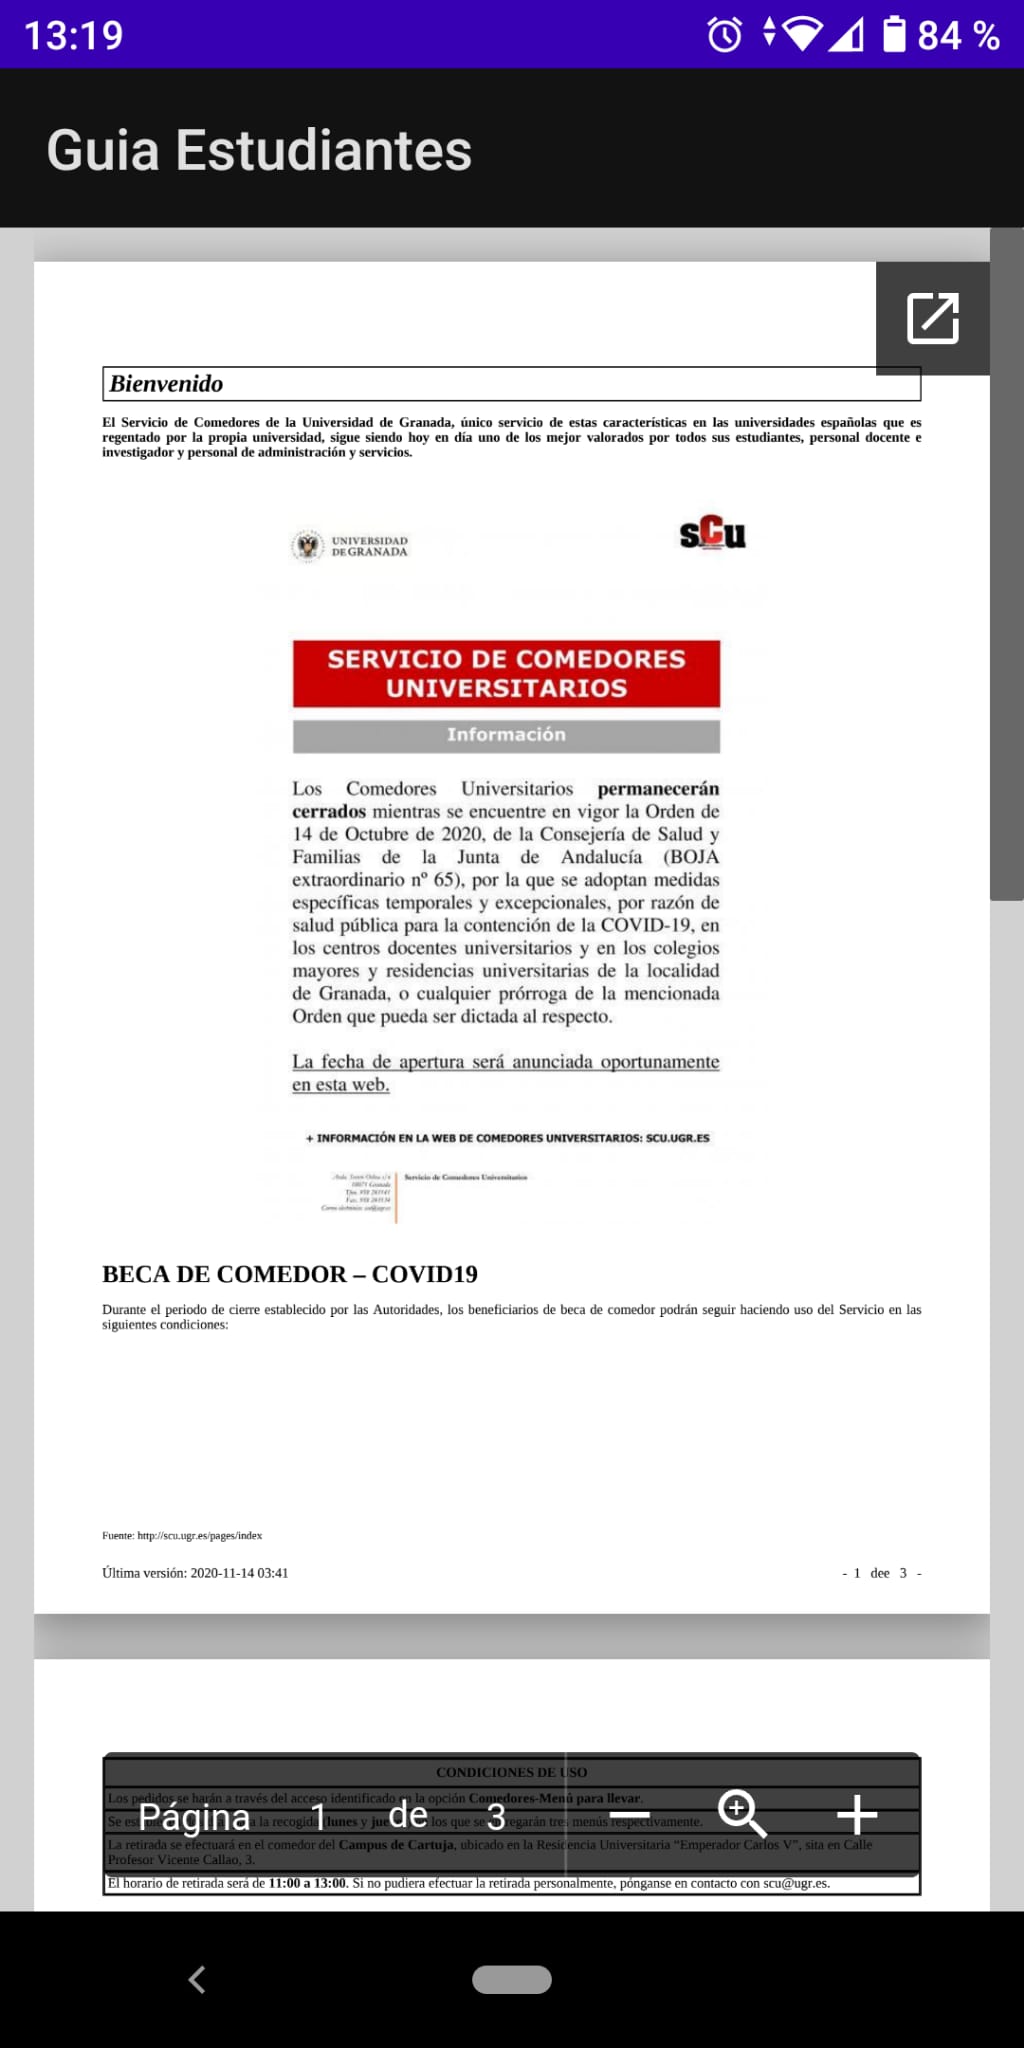 13:19
84 %
Guia Estudiantes
Bienvenido
El Servicio de Comedores de la Universidad de Granada, único servicio de estas características en las universidades españolas que es
regentado por la propia universidad, sigue siendo hoy en día uno de los mejor valorados por todos sus estudiantes, personal docente e
investigador y personal de administración y servicios.
UNIVERSIDAD
DE GRANADA
scu
SERVICIO DE COMEDORES
UNIVERSITARIOS
Información
Los Comedores Universitarios permanecerán
cerrados mientras se encuentre en vigor la Orden de
14 de Octubre de 2020, de la Consejería de Salud y
Familias de la Junta de Andalucía (BOJA
extraordinario nº 65), por la que se adoptan medidas
específicas temporales y excepcionales, por razón de
salud pública para la contención de la COVID-19, en
los centros docentes universitarios y en los colegios
mayores y residencias universitarias de la localidad
de Granada, o cualquier prórroga de la mencionada
Orden que pueda ser dictada al respecto.
La fecha de apertura será anunciada oportunamente
en esta web.
+ INFORMACIÓN EN LA WEB DE COMEDORES UNIVERSITARIOS: SCU.UGR.ES
18071 Granada
Servicio de Comedores Universitarios
BECA DE COMEDOR – COVID19
Durante el periodo de cierre establecido por las Autoridades, los beneficiarios de beca de comedor podrán seguir haciendo uso del Servicio en las
siguientes condiciones:
Fuente: http://scu.ugr.es/pages/index
Última versión: 2020-11-14 03:41
- 1 dee 3 -
CONDICIONES DE USO
Los pedidos se harán a través del acceso identificado en la opción Comedores-Menú para llevar.
Se a la recogida lunes y los que se entregarán tres menús respectivamente.
Página 1 de 3
La retirada se efectuará en el comedor del Campus de Cartuja, ubicado en la Residencia Universitaria “Emperador Carlos V”, sita en Calle
Profesor Vicente Callao, 3.
El horario de retirada será de 11:00 a 13:00. Si no pudiera efectuar la retirada personalmente, pónganse en contacto con scu@ugr.es.